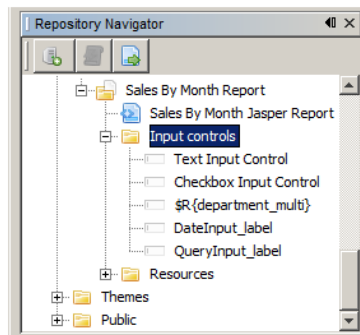 Repository Navigator
Sales By Month Report
Sales By Month Jasper Report
Input controls
Text Input Control
Checkbox Input Control
$R{department_multi}
DateInput_label
QueryInput_label
Resources
Themes
Public